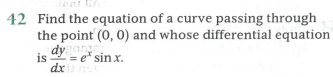 42 Find the equation of a curve passing through
the point (0, 0) and whose differential equation
is dy/dx = eˣ sin x.